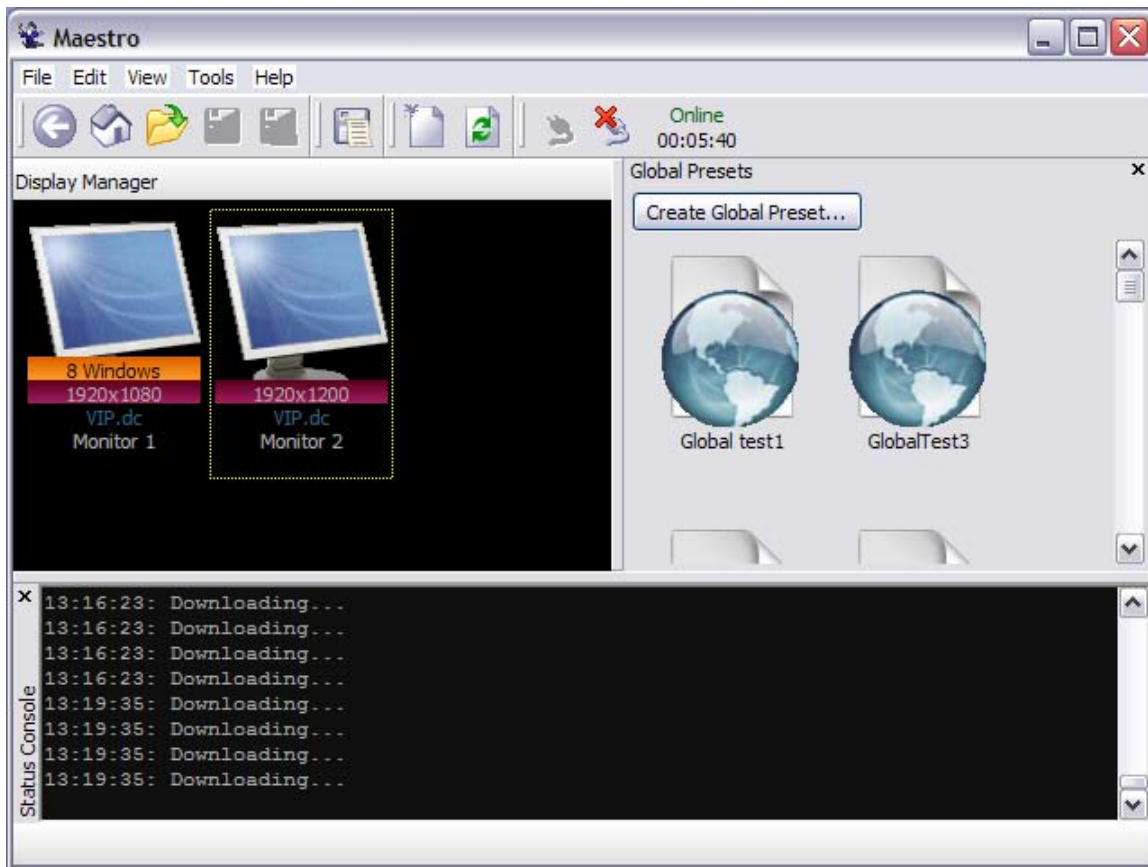 Maestro
File Edit View Tools Help
Online
00:05:40
Display Manager
8 Windows
1920x1080
VIP.dc
Monitor 1
1920x1200
VIP.dc
Monitor 2
Global Presets
Create Global Preset...
Global test1
GlobalTest3
Status Console
13:16:23: Downloading...
13:16:23: Downloading...
13:16:23: Downloading...
13:16:23: Downloading...
13:19:35: Downloading...
13:19:35: Downloading...
13:19:35: Downloading...
13:19:35: Downloading...